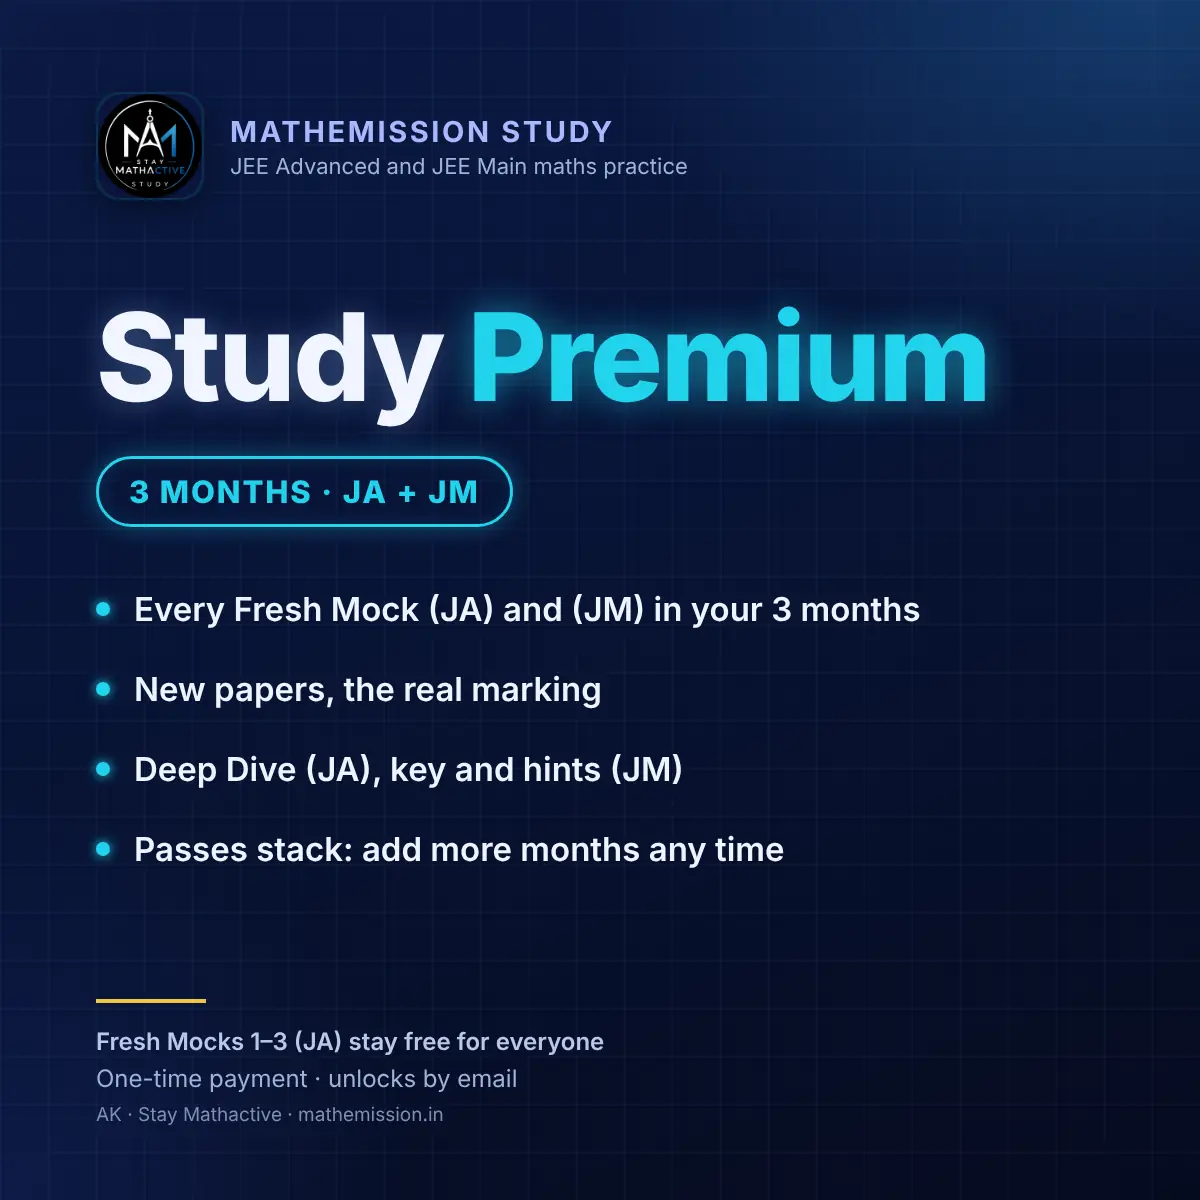 STAY
MATHACTIVE
STUDY
MATHEMISSION STUDY
JEE Advanced and JEE Main maths practice
Study Premium
3 MONTHS · JA + JM
Every Fresh Mock (JA) and (JM) in your 3 months
New papers, the real marking
Deep Dive (JA), key and hints (JM)
Passes stack: add more months any time
Fresh Mocks 1–3 (JA) stay free for everyone
One-time payment · unlocks by email
AK · Stay Mathactive · mathemission.in